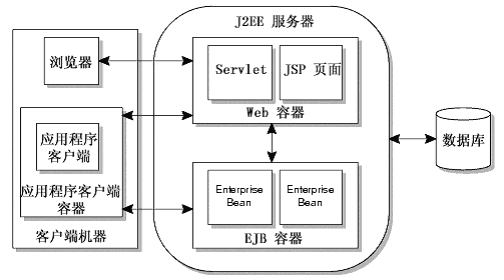 J2EE 服务器
浏览器
Servlet
JSP 页面
Web 容器
应用程序
客户端
应用程序客户端
容器
客户端机器
Enterprise
Bean
Enterprise
Bean
EJB 容器
数据库